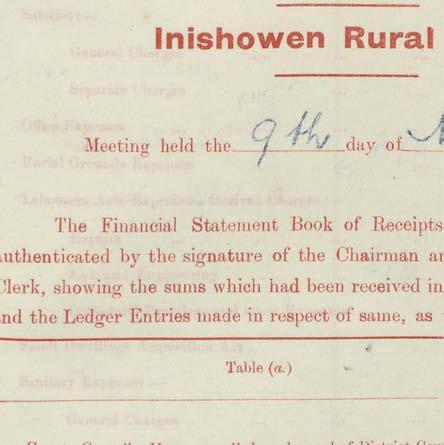 Inishowen Rural
Meeting held the 9th day of
The Financial Statement Book of Receipts
authenticated by the signature of the Chairman an
Clerk, showing the sums which had been received in
and the Ledger Entries made in respect of same, as
Table (a.)